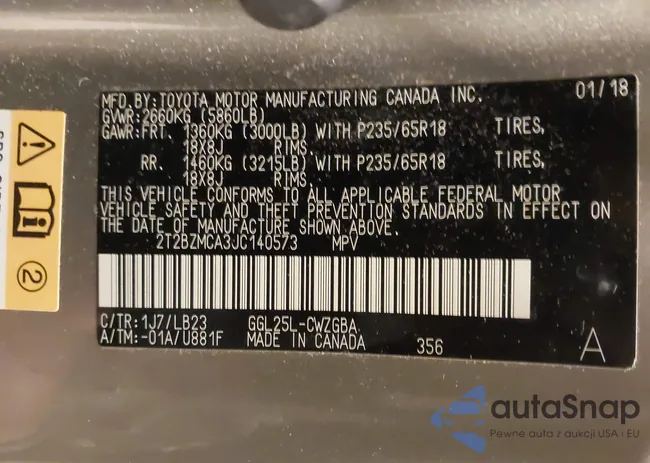 MFD.BY:TOYOTA MOTOR MANUFACTURING CANADA INC. 01/18
GVWR:2660KG (5860LB)
GAWR:FRT. 1360KG (3000LB) WITH P235/65R18 TIRES,
18X8J RIMS
RR. 1460KG (3215LB) WITH P235/65R18 TIRES,
18X8J RIMS
THIS VEHICLE CONFORMS TO ALL APPLICABLE FEDERAL MOTOR
VEHICLE SAFETY AND THEFT PREVENTION STANDARDS IN EFFECT ON
THE DATE OF MANUFACTURE SHOWN ABOVE.
2T2BZMCA3JC140573 MPV
C/TR:1J7/LB23 GGL25L-CWZGBA
A/TM:-01A/U881F MADE IN CANADA 356 A
2
autaSnap
Pewne auta z aukcji USA i EU